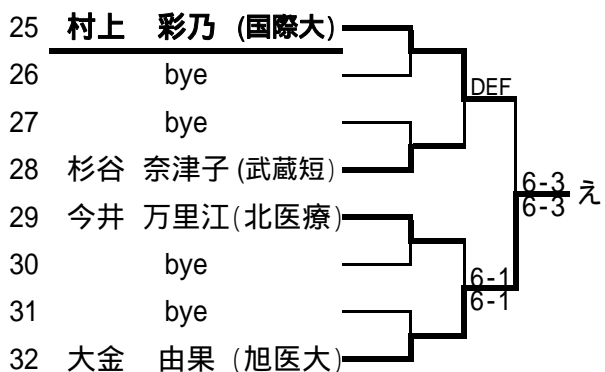 25 村上 彩乃 (国際大)
26 bye
DEF
27 bye
28 杉谷 奈津子 (武蔵短)
6-3
6-3
え
29 今井 万里江 (北医療)
30 bye
6-1
6-1
31 bye
32 大金 由果 (旭医大)